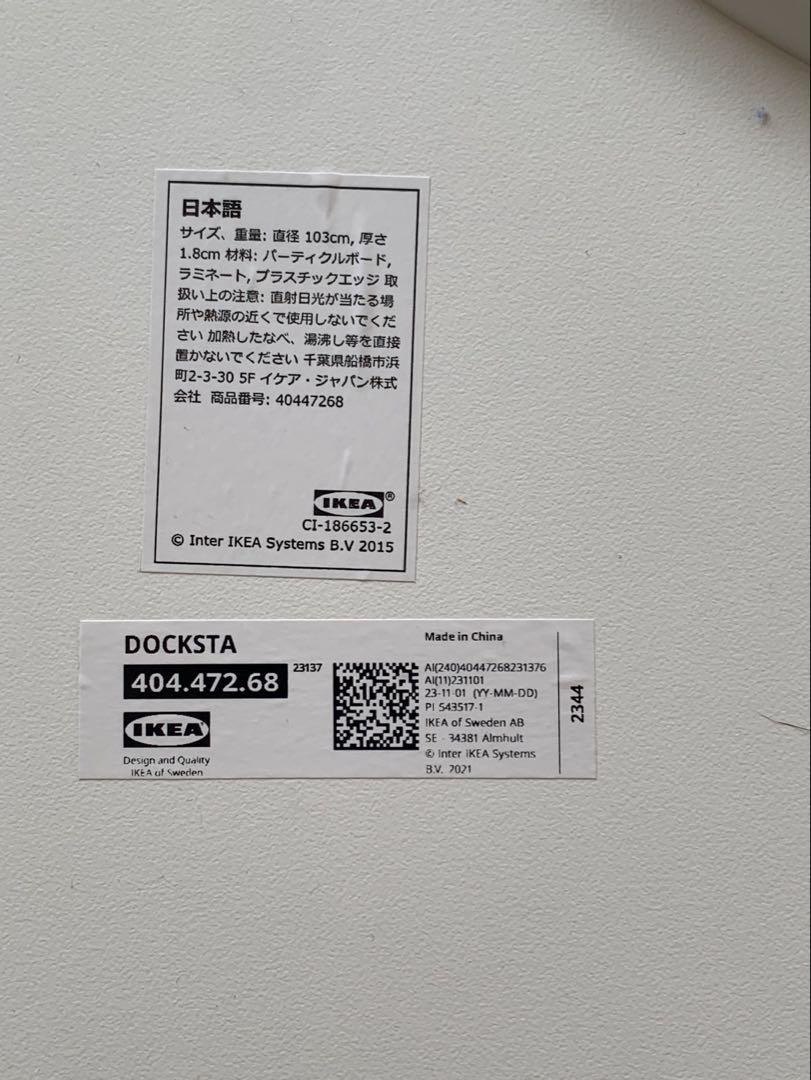 日本語
サイズ、重量: 直径 103cm, 厚さ
1.8cm 材料: パーティクルボード,
ラミネート, プラスチックエッジ 取
扱い上の注意: 直射日光が当たる場
所や熱源の近くで使用しないでくだ
さい 加熱したなべ、湯沸し等を直接
置かないでください 千葉県船橋市浜
町2-3-30 5F イケア・ジャパン株式
会社 商品番号: 40447268
IKEA®
CI-186653-2
© Inter IKEA Systems B.V 2015
DOCKSTA
404.472.68
23137
IKEA
Design and Quality
IKEA of Sweden
Made in China
AI(240)40447268231376
AI(11)231101
23-11-01 (YY-MM-DD)
PI 543517-1
IKEA of Sweden AB
SE - 34381 Älmhult
© Inter IKEA Systems
B.V. 2021
2344